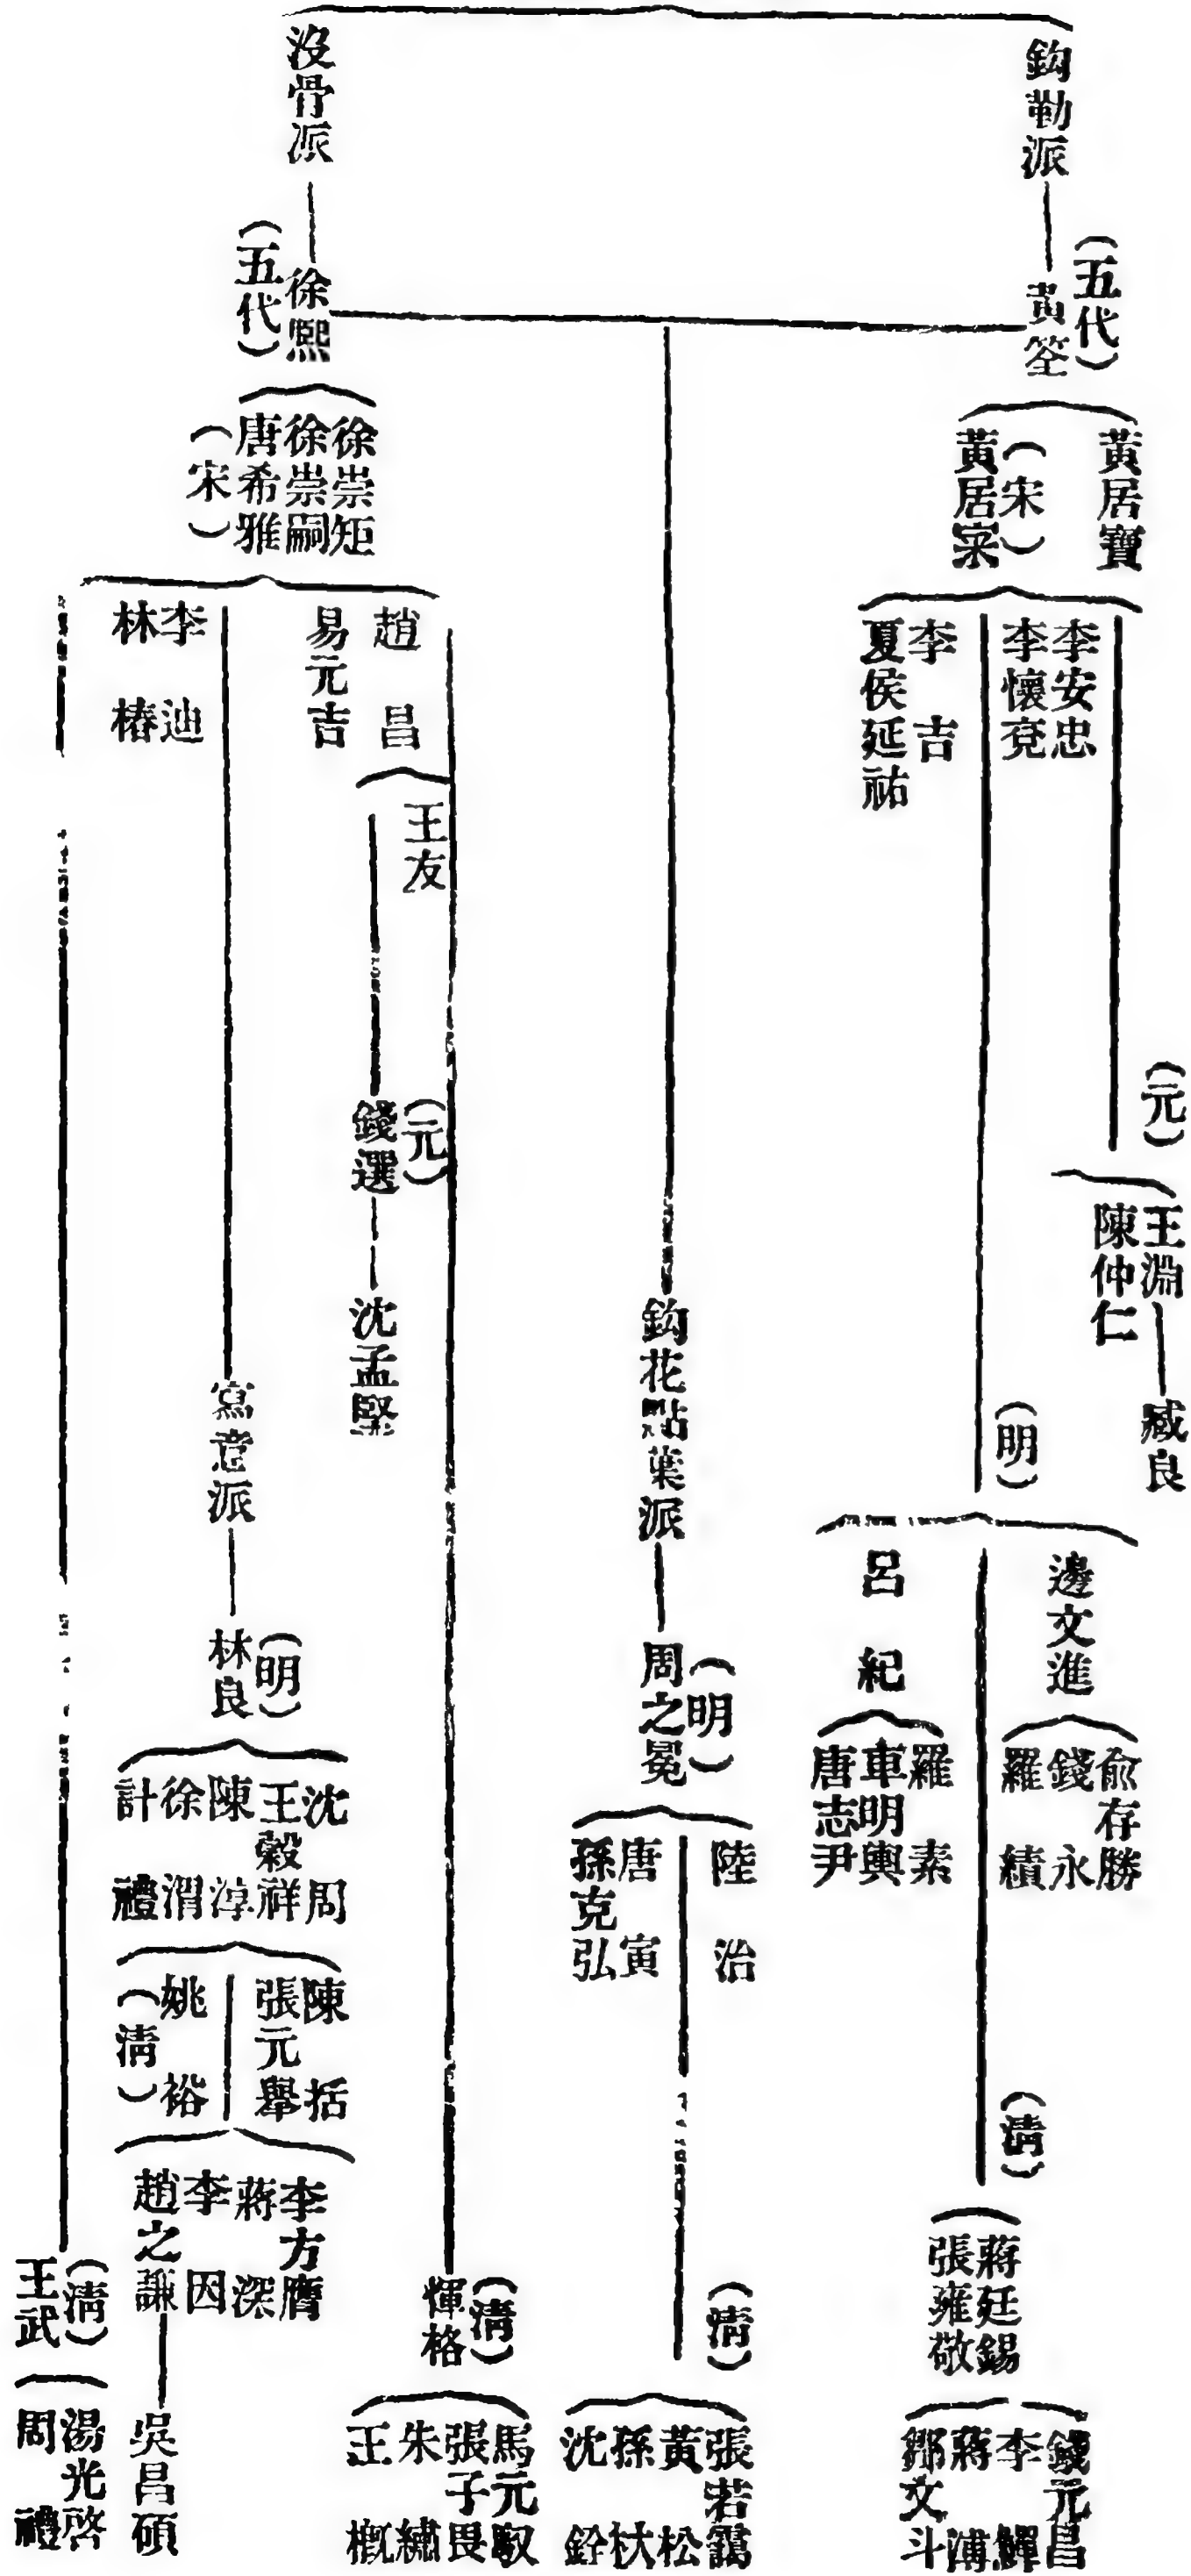 鈎勒派
(五代)
黃筌
黃居寶
(宋)
黃居寀
李安忠
李懷袞
李吉
夏侯延祐
(元)
王淵
陳仲仁
臧良
(明)
邊文進
俞存勝
錢永
羅績
呂紀
羅素
車明輿
唐志尹
(清)
蔣廷錫
張雍敬
錢元昌
李鱓
蔣溥
鄒文斗
鈎花點葉派
(明)
周之冕
陸治
唐寅
孫克弘
(清)
張若靄
黃松
孫杕
沈銓
沒骨派
徐熙
(五代)
徐崇矩
徐崇嗣
唐希雅
(宋)
趙昌
易元吉
李迪
林椿
王友
(元)
錢選
沈孟堅
(清)
惲格
馬元馭
張子畏
朱繡
王概
寫意派
(明)
林良
沈周
王穀祥
陳淳
徐渭
計禮
陳括
張元舉
姚裕
(清)
李方膺
蔣深
李因
趙之謙
吳昌碩
(清)
王武
湯光啓
周禮